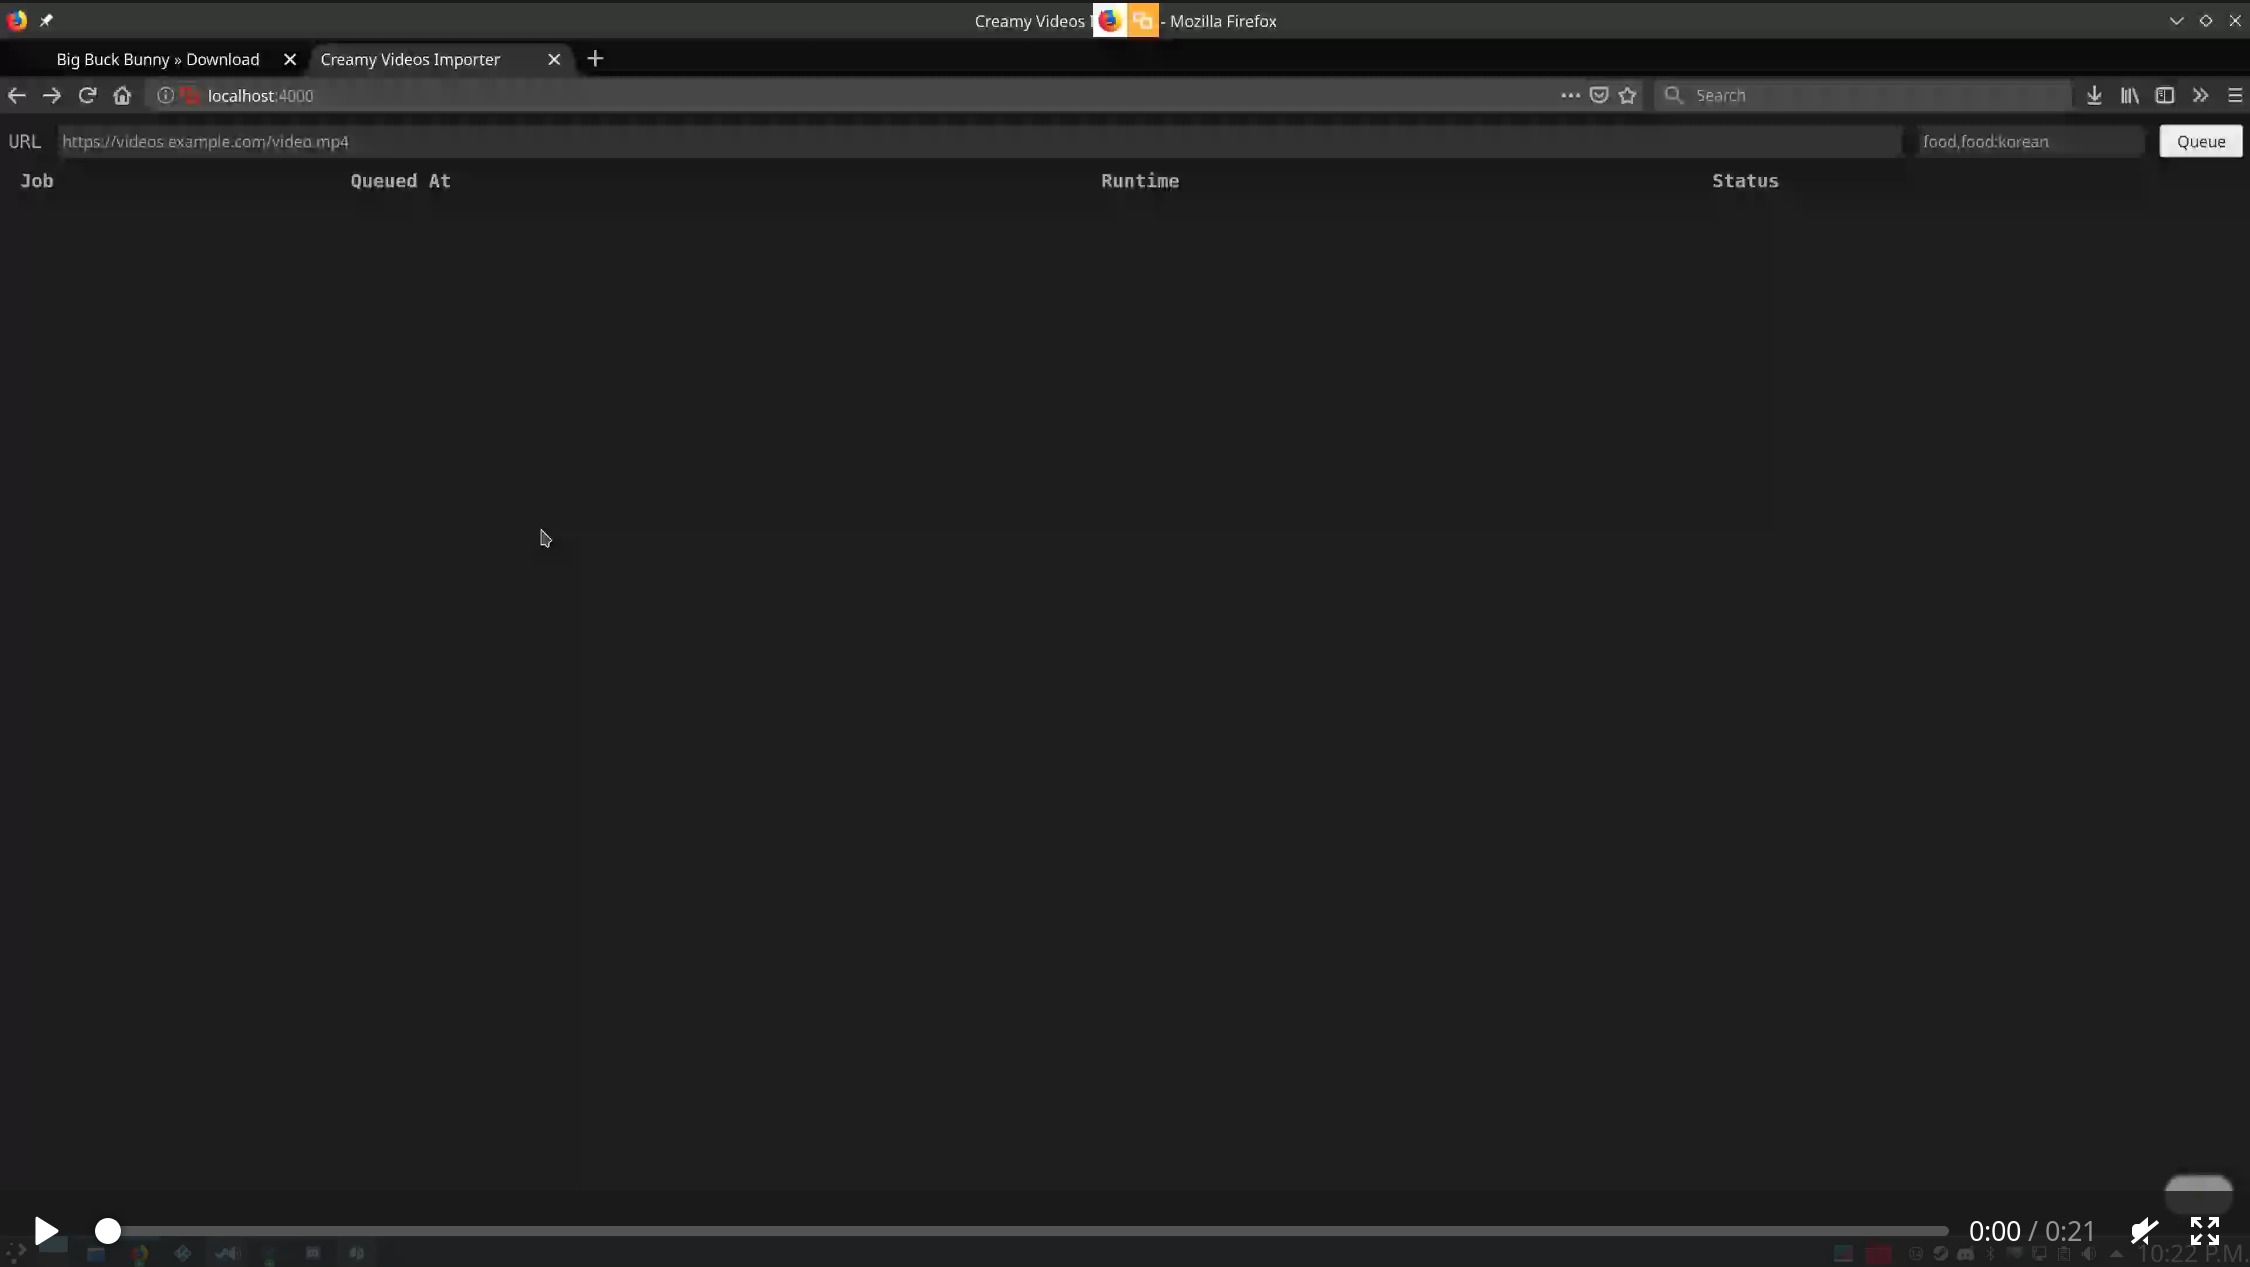 Creamy Videos - Mozilla Firefox
Big Buck Bunny » Download
Creamy Videos Importer
localhost:4000
Search
URL https://videos.example.com/video.mp4 food,food:korean Queue
Job Queued At Runtime Status
0:00 / 0:21
10:22 P.M.